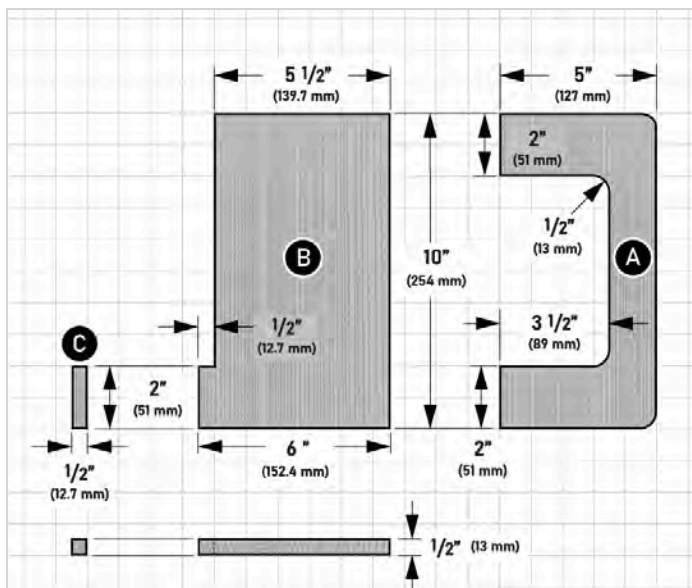 5 1/2"
(139.7 mm)
5"
(127 mm)
2"
(51 mm)
1/2"
(13 mm)
B
10"
(254 mm)
A
1/2"
(12.7 mm)
3 1/2"
(89 mm)
C
2"
(51 mm)
6"
(152.4 mm)
2"
(51 mm)
1/2"
(12.7 mm)
1/2" (13 mm)